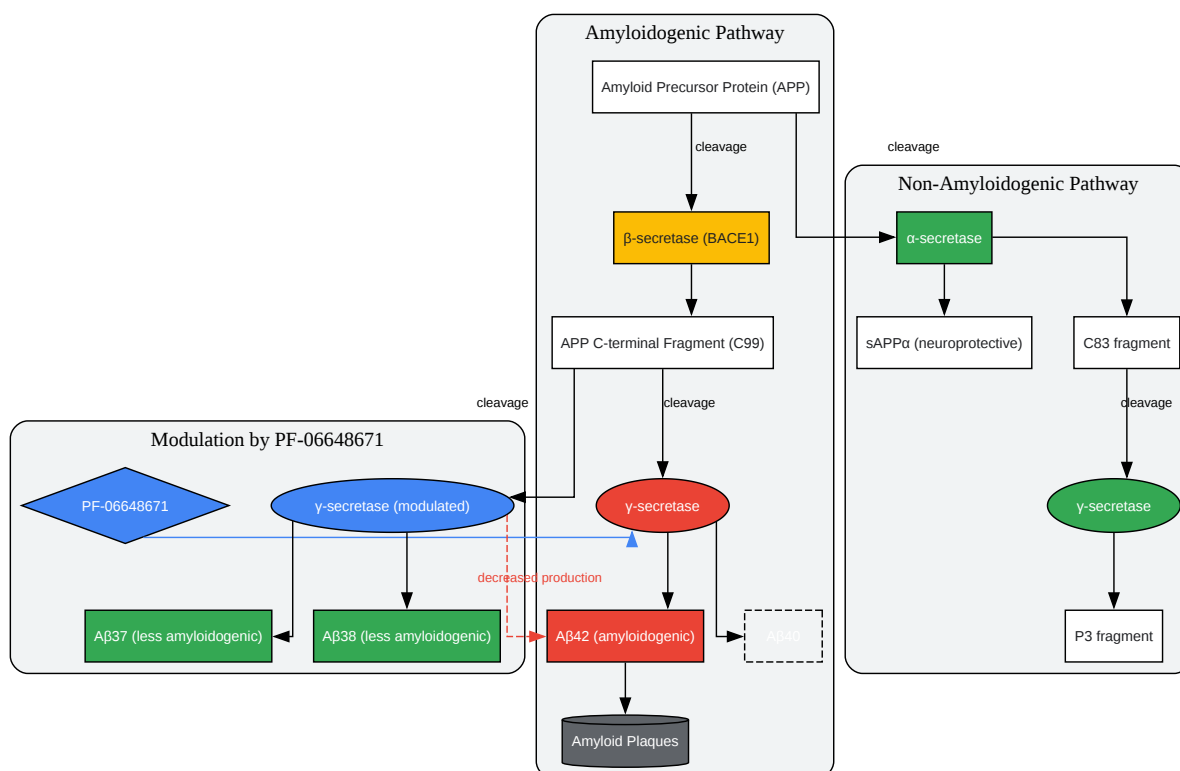 Amyloidogenic Pathway
Amyloid Precursor Protein (APP)
cleavage
cleavage
Non-Amyloidogenic Pathway
β-secretase (BACE1)
α-secretase
APP C-terminal Fragment (C99)
sAPPα (neuroprotective)
C83 fragment
cleavage
cleavage
cleavage
Modulation by PF-06648671
PF-06648671
γ-secretase (modulated)
γ-secretase
γ-secretase
decreased production
Aβ37 (less amyloidogenic)
Aβ38 (less amyloidogenic)
Aβ42 (amyloidogenic)
Aβ40
P3 fragment
Amyloid Plaques